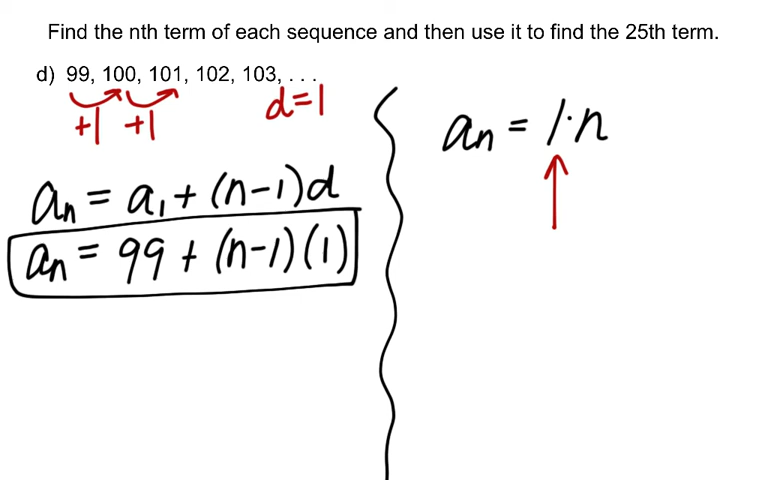 Find the nth term of each sequence and then use it to find the 25th term.
d) 99, 100, 101, 102, 103, . . .
+1 +1 d=1
an = a1 + (n-1)d
an = 99 + (n-1)(1)
an = 1·n